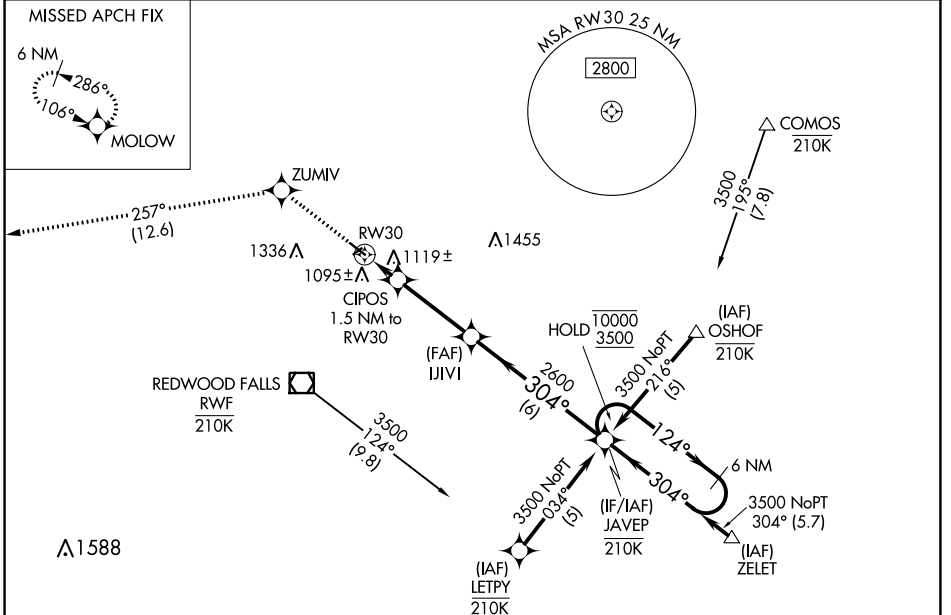 MISSED APCH FIX
6 NM
286°
106°
MOLOW
MSA RW30 25 NM
2800
COMOS
210K
3500
195°
(7.8)
ZUMIV
257°
(12.6)
RW30
1336
1119±
1455
1095±
CIPOS
1.5 NM to
RW30
(FAF)
IJIVI
HOLD
10000
3500
(IAF)
OSHOF
210K
3500 NoPT
216°
(5)
2600
304°
(6)
REDWOOD FALLS
RWF
210K
3500
124°
(9.8)
124°
6 NM
304°
3500 NoPT
304° (5.7)
3500 NoPT
034°
(5)
(IF/IAF)
JAVEP
210K
(IAF)
ZELET
1588
(IAF)
LETPY
210K